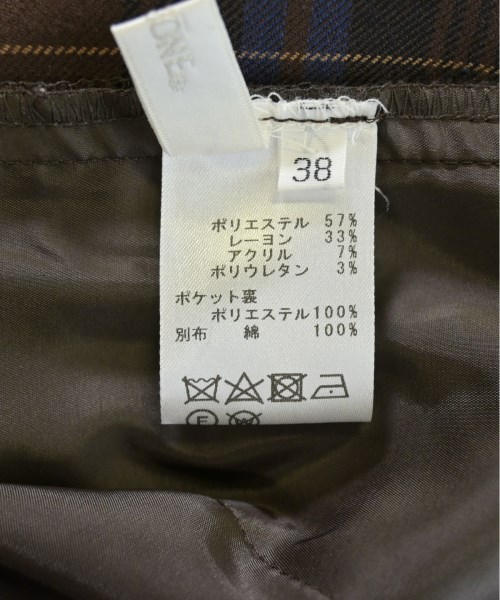 ONE
38
ポリエステル 57%
レーヨン 33%
アクリル 7%
ポリウレタン 3%
ポケット裏
ポリエステル100%
別布 綿 100%